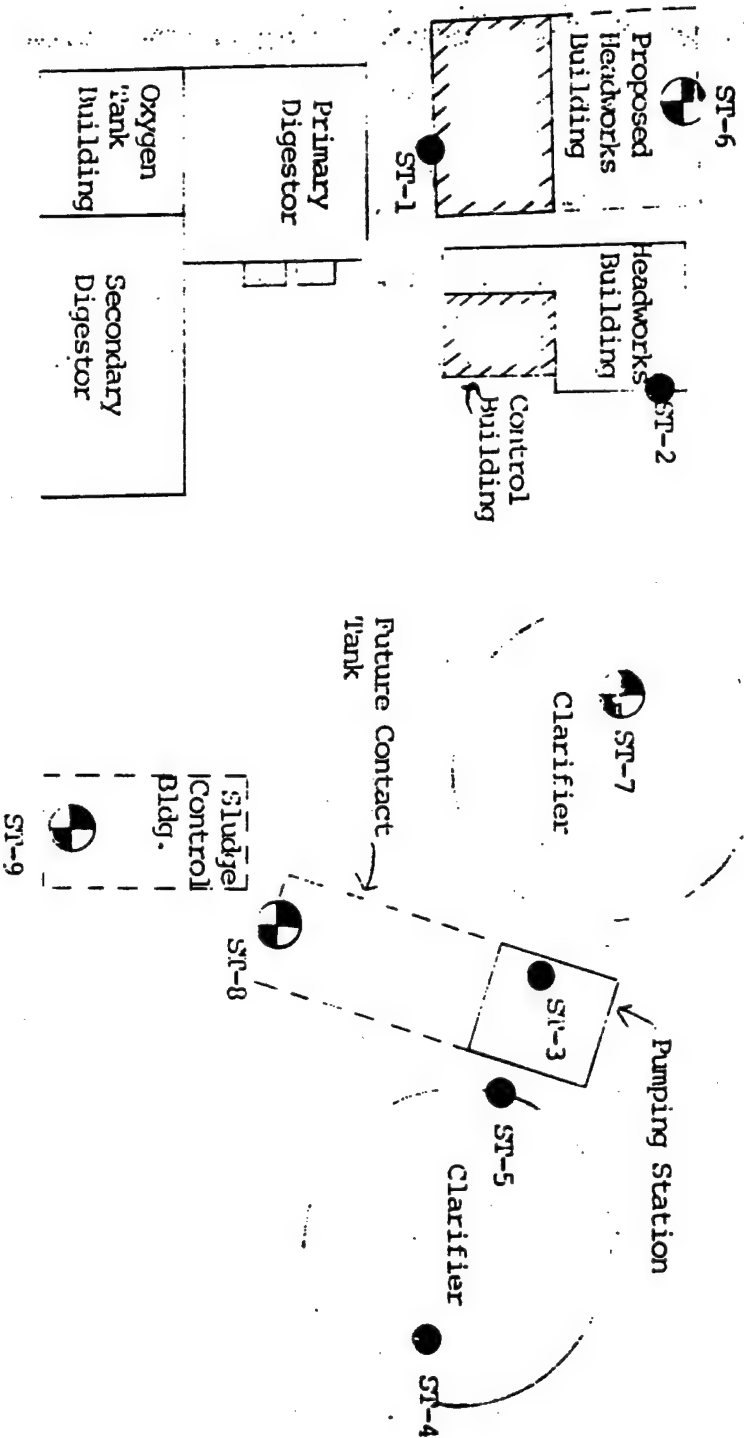 ST-6
Proposed
Headworks
Building
ST-2
Headworks
Building
Control
Building
ST-1
Primary
Digestor
Oxygen
Tank
Building
Secondary
Digestor
ST-7
Clarifier
Future Contact
Tank
Pumping Station
ST-3
ST-5
Clarifier
ST-4
ST-8
Sludge
Control
Bldg.
ST-9